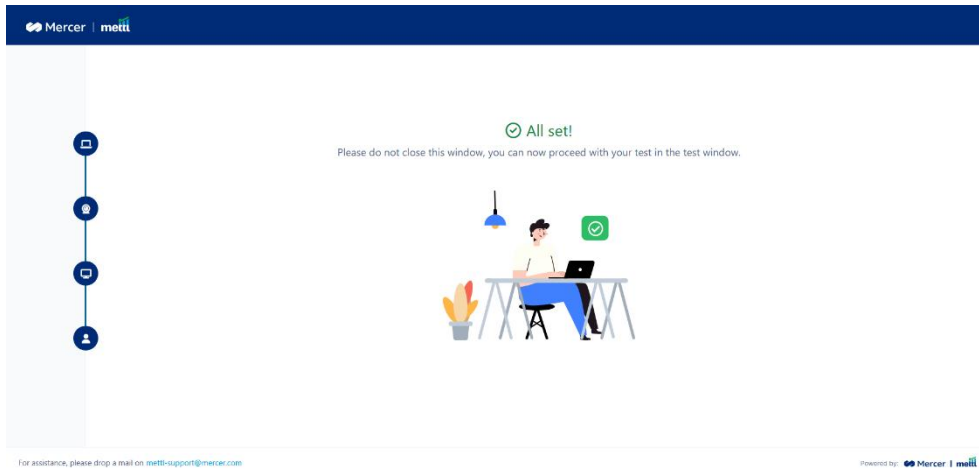 Mercer | mettl
All set!
Please do not close this window, you can now proceed with your test in the test window.
For assistance, please drop a mail on mettl-support@mercer.com
Powered by: Mercer | mettl